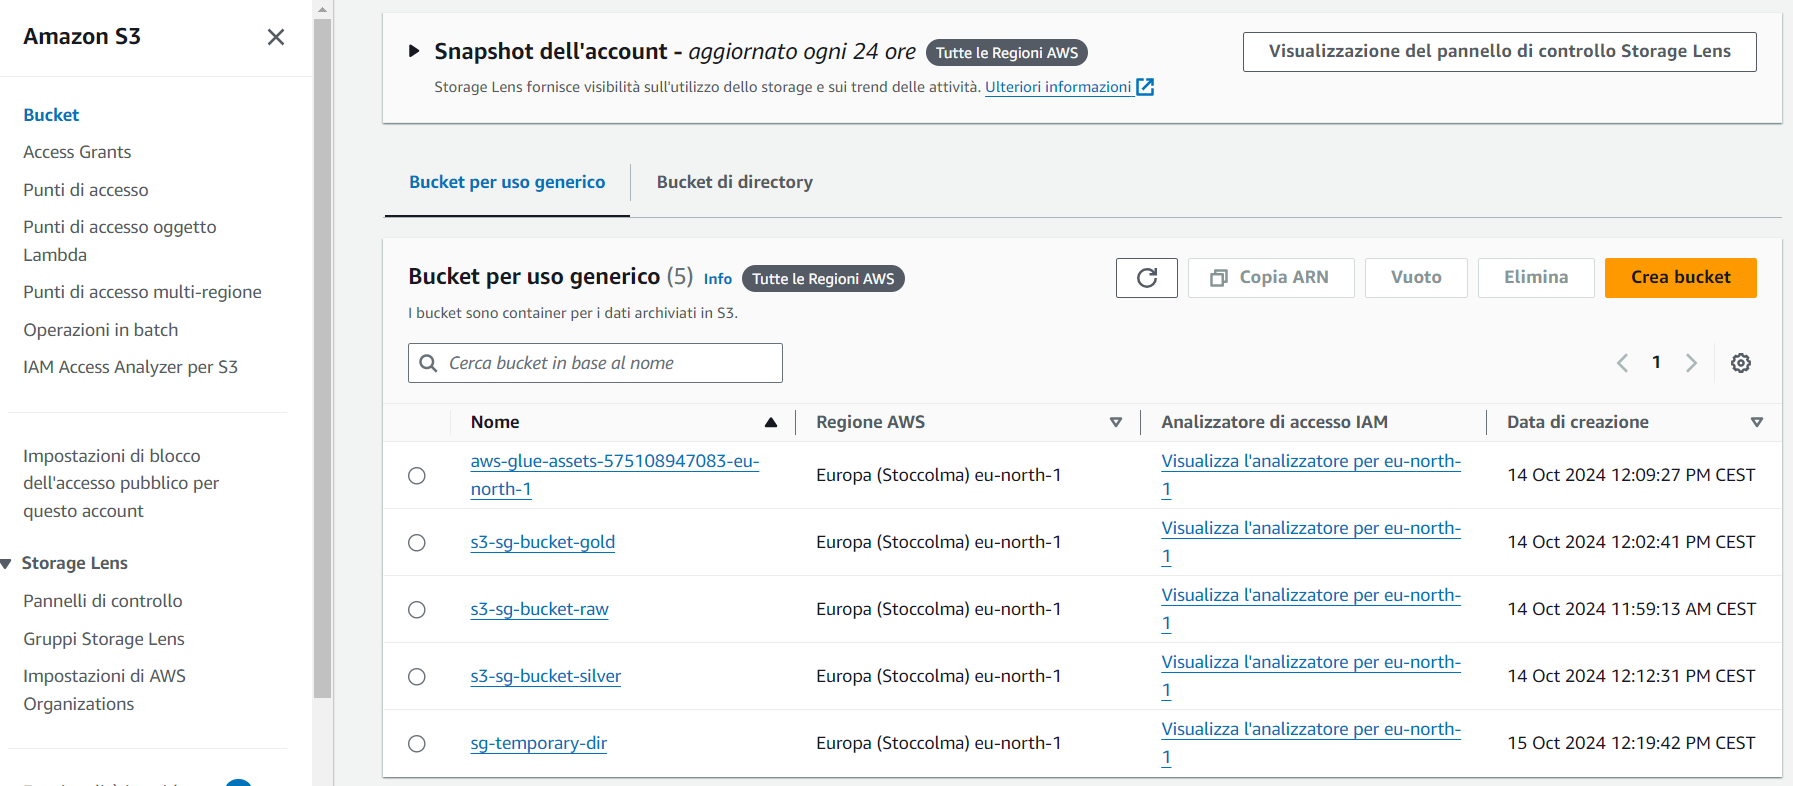 Amazon S3
Bucket
Access Grants
Punti di accesso
Punti di accesso oggetto
Lambda
Punti di accesso multi-regione
Operazioni in batch
IAM Access Analyzer per S3
Impostazioni di blocco
dell'accesso pubblico per
questo account
Storage Lens
Pannelli di controllo
Gruppi Storage Lens
Impostazioni di AWS
Organizations
Snapshot dell'account - aggiornato ogni 24 ore Tutte le Regioni AWS
Visualizzazione del pannello di controllo Storage Lens
Storage Lens fornisce visibilità sull'utilizzo dello storage e sui trend delle attività. Ulteriori informazioni
Bucket per uso generico Bucket di directory
Bucket per uso generico (5) Info Tutte le Regioni AWS
Copia ARN Vuoto Elimina Crea bucket
I bucket sono container per i dati archiviati in S3.
Cerca bucket in base al nome
1
Nome Regione AWS Analizzatore di accesso IAM Data di creazione
aws-glue-assets-575108947083-eu-
north-1
Europa (Stoccolma) eu-north-1
Visualizza l'analizzatore per eu-north-
1
14 Oct 2024 12:09:27 PM CEST
s3-sg-bucket-gold
Europa (Stoccolma) eu-north-1
Visualizza l'analizzatore per eu-north-
1
14 Oct 2024 12:02:41 PM CEST
s3-sg-bucket-raw
Europa (Stoccolma) eu-north-1
Visualizza l'analizzatore per eu-north-
1
14 Oct 2024 11:59:13 AM CEST
s3-sg-bucket-silver
Europa (Stoccolma) eu-north-1
Visualizza l'analizzatore per eu-north-
1
14 Oct 2024 12:12:31 PM CEST
sg-temporary-dir
Europa (Stoccolma) eu-north-1
Visualizza l'analizzatore per eu-north-
1
15 Oct 2024 12:19:42 PM CEST